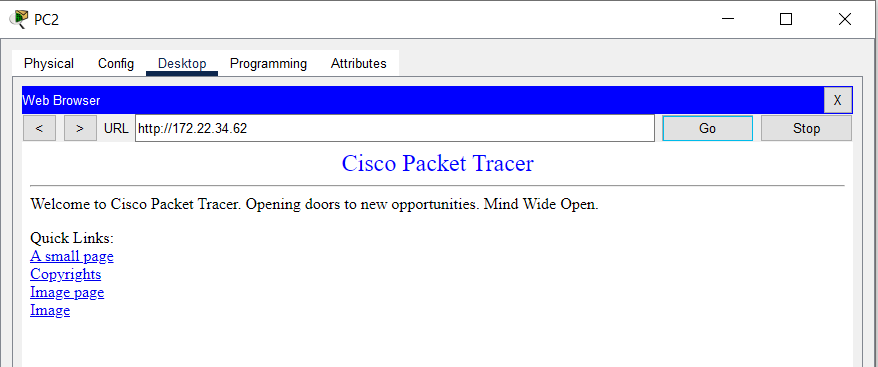 PC2
Physical Config Desktop Programming Attributes
Web Browser X
< > URL http://172.22.34.62 Go Stop
Cisco Packet Tracer
Welcome to Cisco Packet Tracer. Opening doors to new opportunities. Mind Wide Open.
Quick Links:
A small page
Copyrights
Image page
Image